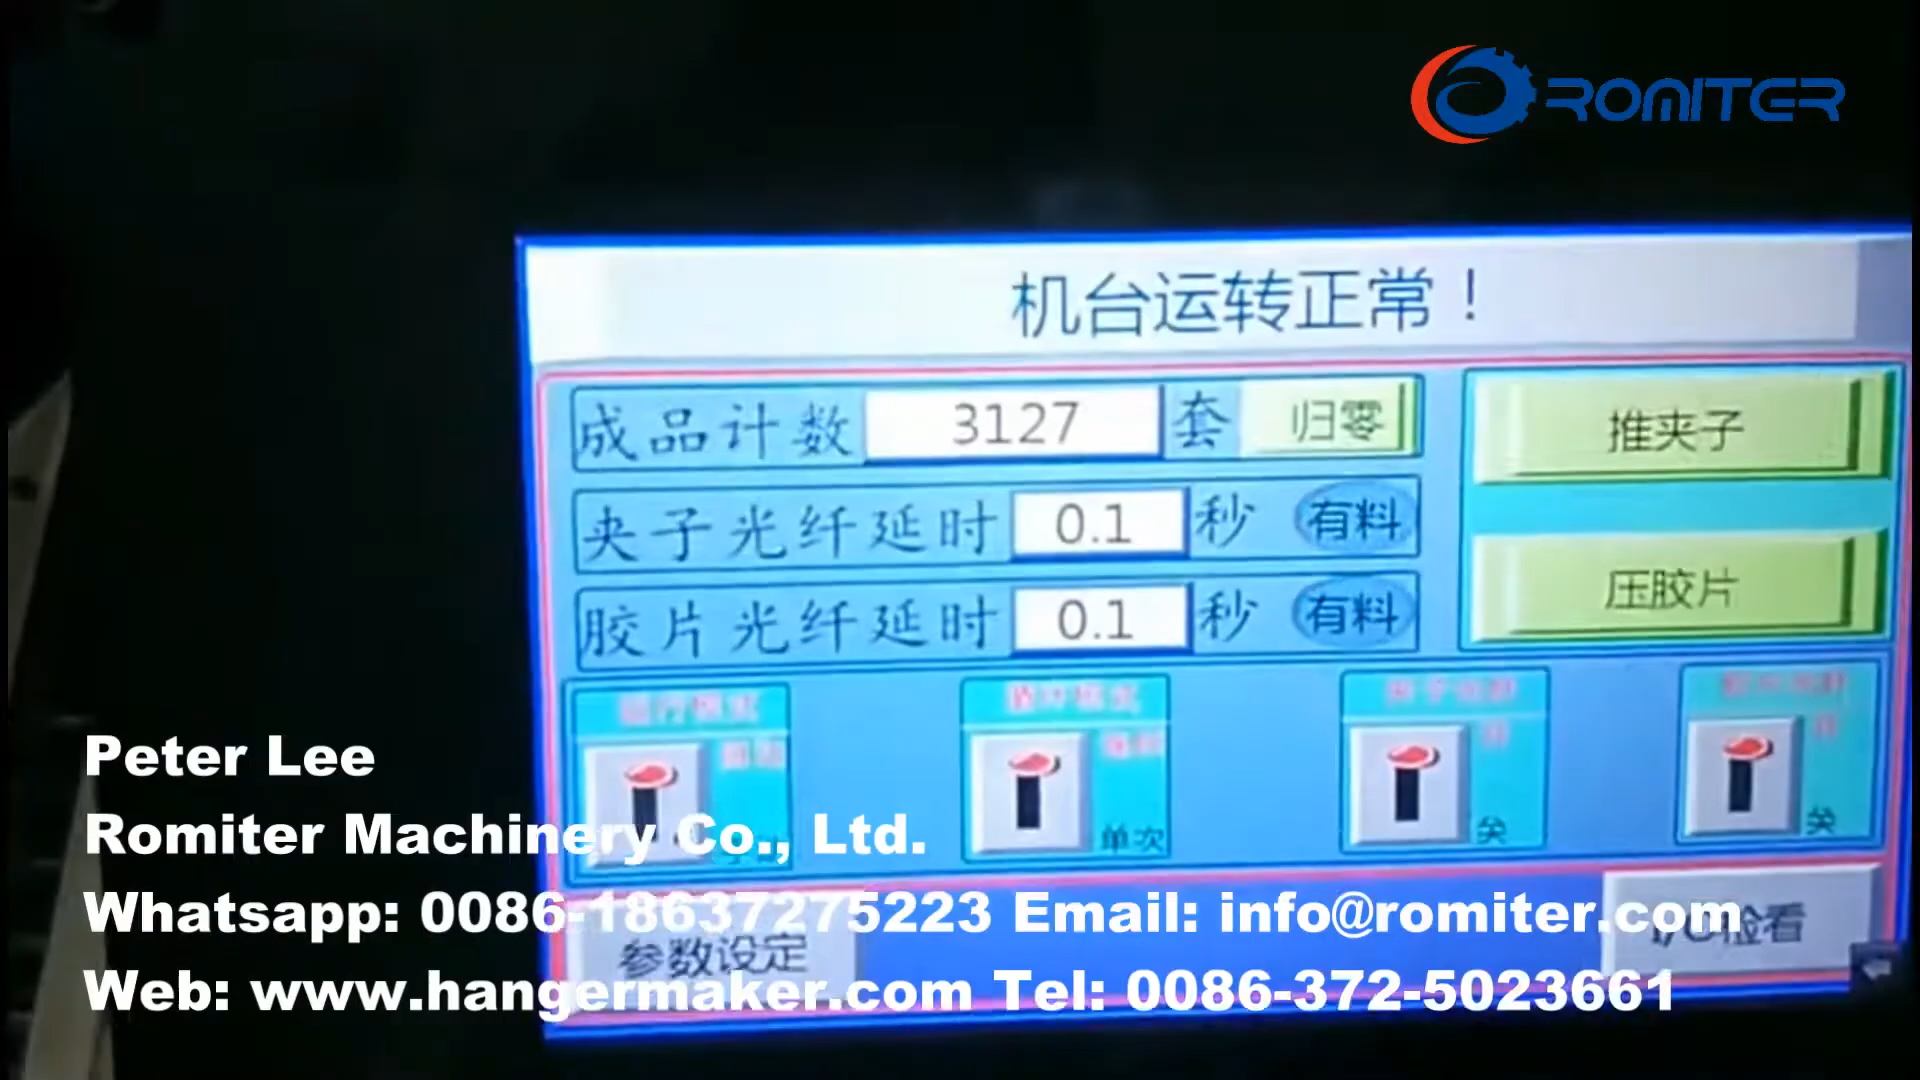 ROMITER
机台运转正常！
成品计数 3127 套 归零
推夹子
夹子光纤延时 0.1 秒 有料
压胶片
胶片光纤延时 0.1 秒 有料
单次
关
关
参数设定
I/O检看
Peter Lee
Romiter Machinery Co., Ltd.
Whatsapp: 0086-18637275223 Email: info@romiter.com
Web: www.hangermaker.com Tel: 0086-372-5023661